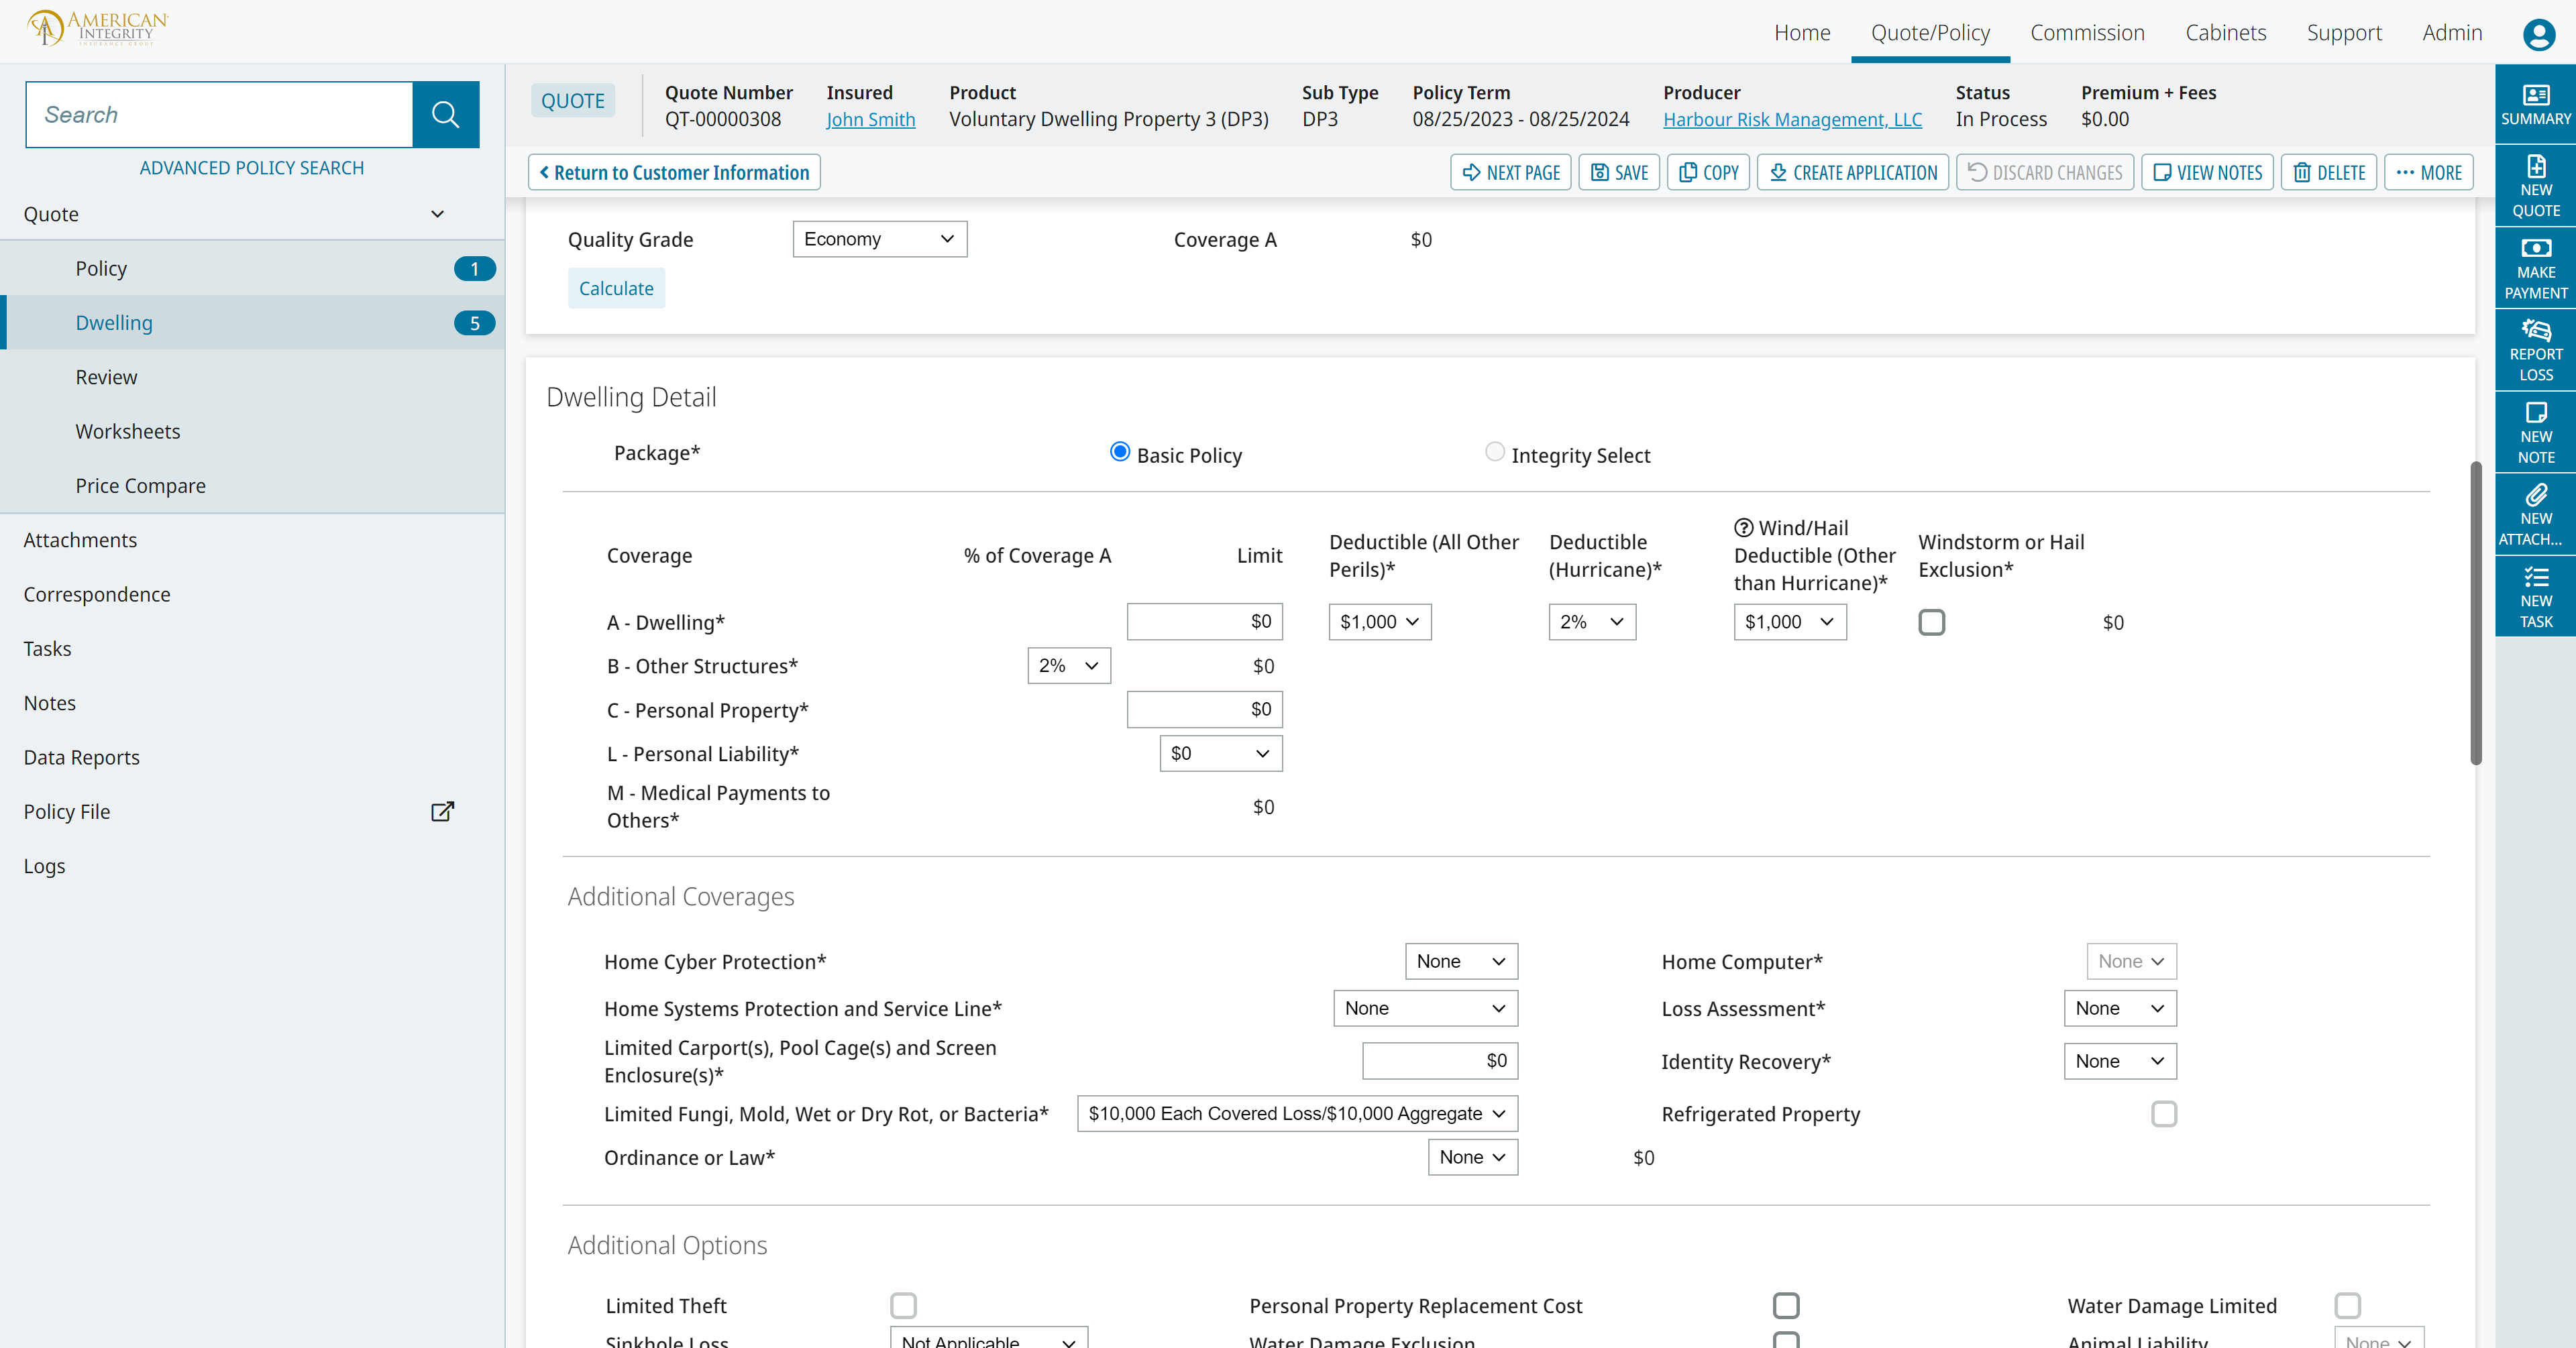 AMERICAN
INTEGRITY
INSURANCE GROUP
Home
Quote/Policy
Commission
Cabinets
Support
Admin
Search
ADVANCED POLICY SEARCH
Quote
Policy 1
Dwelling 5
Review
Worksheets
Price Compare
Attachments
Correspondence
Tasks
Notes
Data Reports
Policy File
Logs
QUOTE
Quote Number
QT-00000308
Insured
John Smith
Product
Voluntary Dwelling Property 3 (DP3)
Sub Type
DP3
Policy Term
08/25/2023 - 08/25/2024
Producer
Harbour Risk Management, LLC
Status
In Process
Premium + Fees
$0.00
Return to Customer Information
NEXT PAGE
SAVE
COPY
CREATE APPLICATION
DISCARD CHANGES
VIEW NOTES
DELETE
MORE
Quality Grade Economy Coverage A $0
Calculate
Dwelling Detail
Package* Basic Policy Integrity Select
Coverage
% of Coverage A
Limit
Deductible (All Other
Perils)*
Deductible
(Hurricane)*
Wind/Hail
Deductible (Other
than Hurricane)*
Windstorm or Hail
Exclusion*
A - Dwelling* $0 $1,000 2% $1,000 $0
B - Other Structures* 2% $0
C - Personal Property* $0
L - Personal Liability* $0
M - Medical Payments to
Others*
$0
Additional Coverages
Home Cyber Protection* None Home Computer* None
Home Systems Protection and Service Line* None Loss Assessment* None
Limited Carport(s), Pool Cage(s) and Screen
Enclosure(s)*
$0 Identity Recovery* None
Limited Fungi, Mold, Wet or Dry Rot, or Bacteria* $10,000 Each Covered Loss/$10,000 Aggregate Refrigerated Property
Ordinance or Law* None $0
Additional Options
Limited Theft Personal Property Replacement Cost Water Damage Limited
Sinkhole Loss Not Applicable Water Damage Exclusion Animal Liability None
SUMMARY
NEW
QUOTE
MAKE
PAYMENT
REPORT
LOSS
NEW
NOTE
NEW
ATTACH...
NEW
TASK